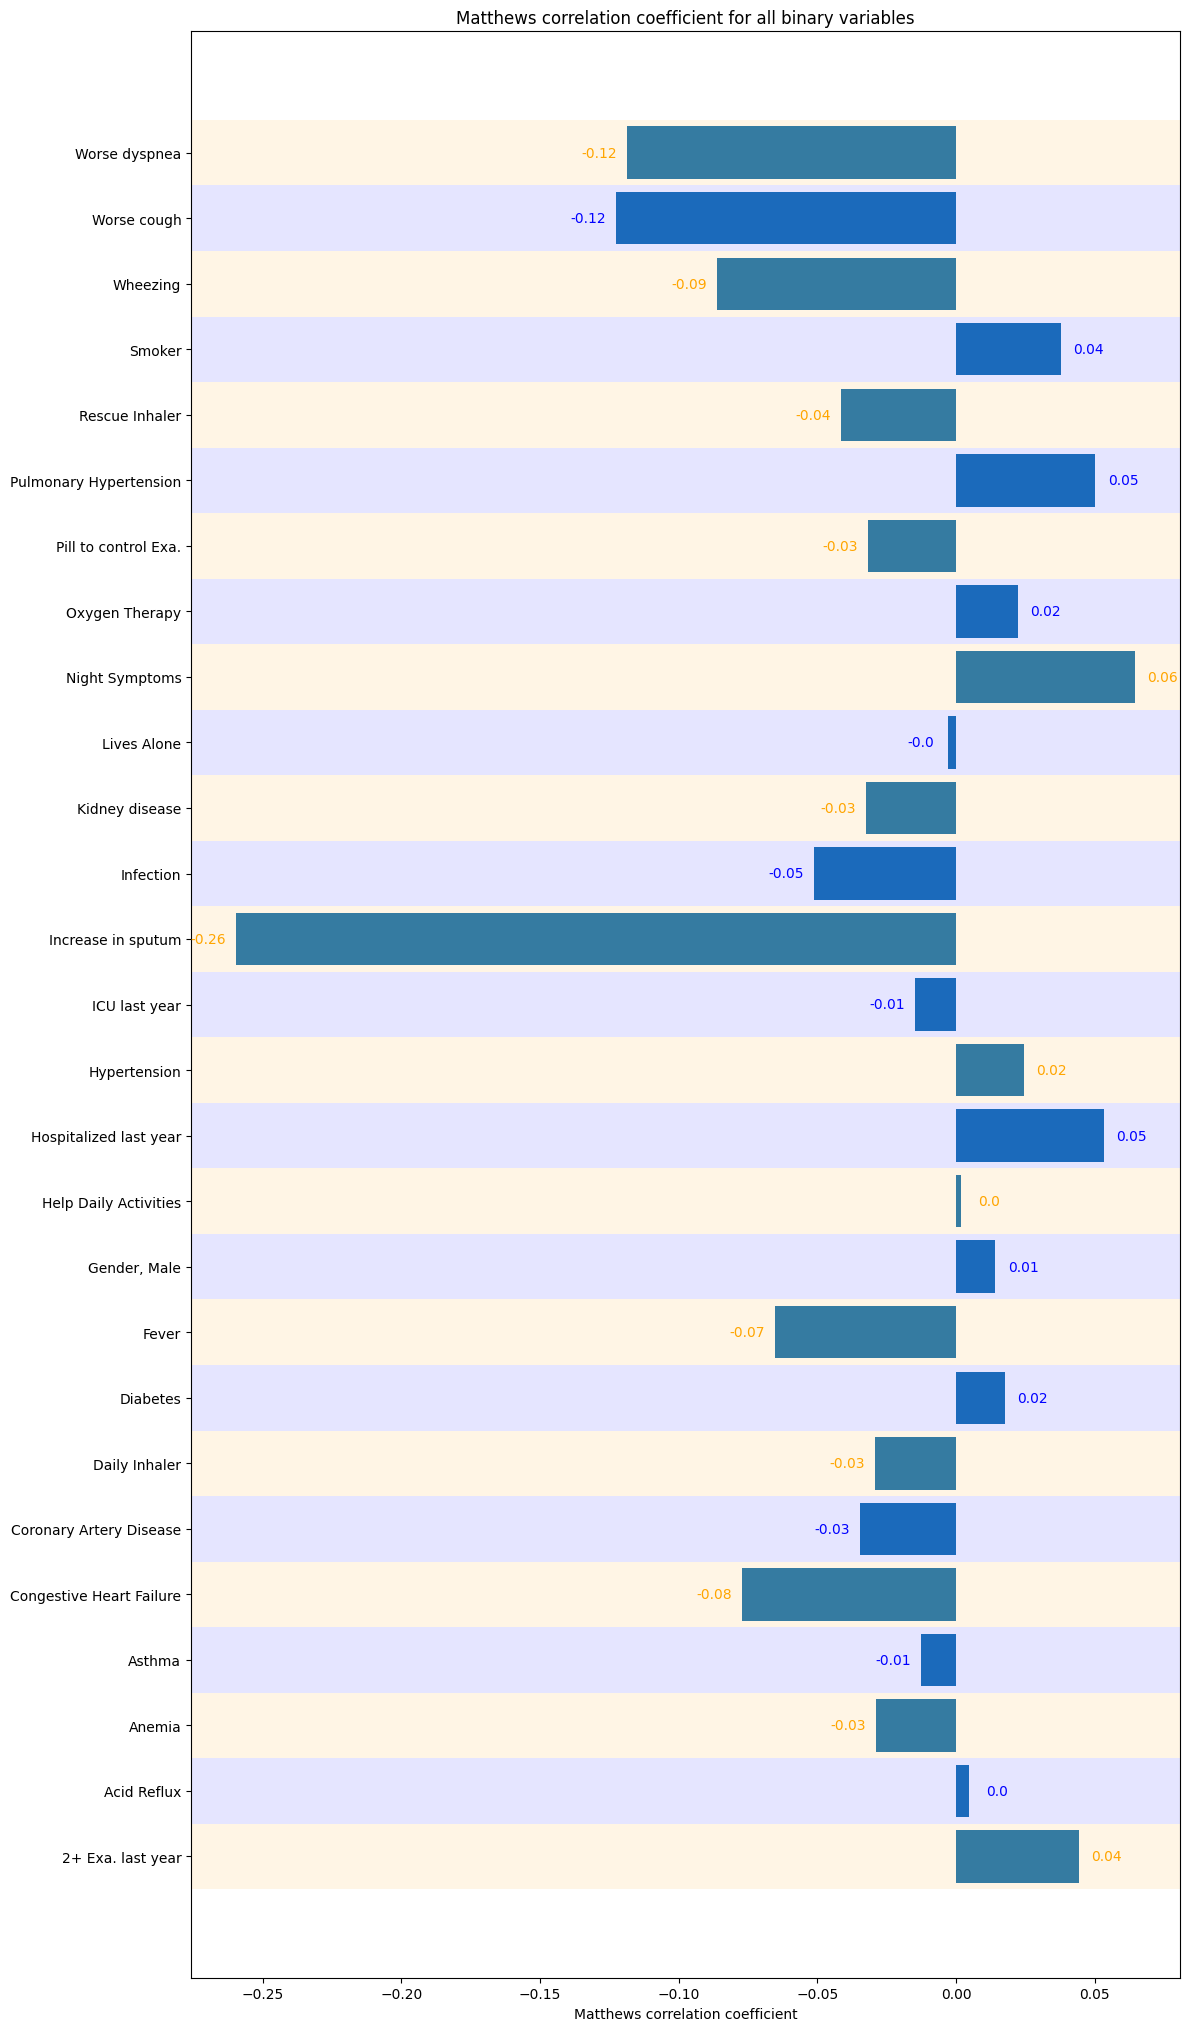 Matthews correlation coefficient for all binary variables
Worse dyspnea -0.12
Worse cough -0.12
Wheezing -0.09
Smoker 0.04
Rescue Inhaler -0.04
Pulmonary Hypertension 0.05
Pill to control Exa. -0.03
Oxygen Therapy 0.02
Night Symptoms 0.06
Lives Alone -0.0
Kidney disease -0.03
Infection -0.05
Increase in sputum -0.26
ICU last year -0.01
Hypertension 0.02
Hospitalized last year 0.05
Help Daily Activities 0.0
Gender, Male 0.01
Fever -0.07
Diabetes 0.02
Daily Inhaler -0.03
Coronary Artery Disease -0.03
Congestive Heart Failure -0.08
Asthma -0.01
Anemia -0.03
Acid Reflux 0.0
2+ Exa. last year 0.04
−0.25 −0.20 −0.15 −0.10 −0.05 0.00 0.05
Matthews correlation coefficient